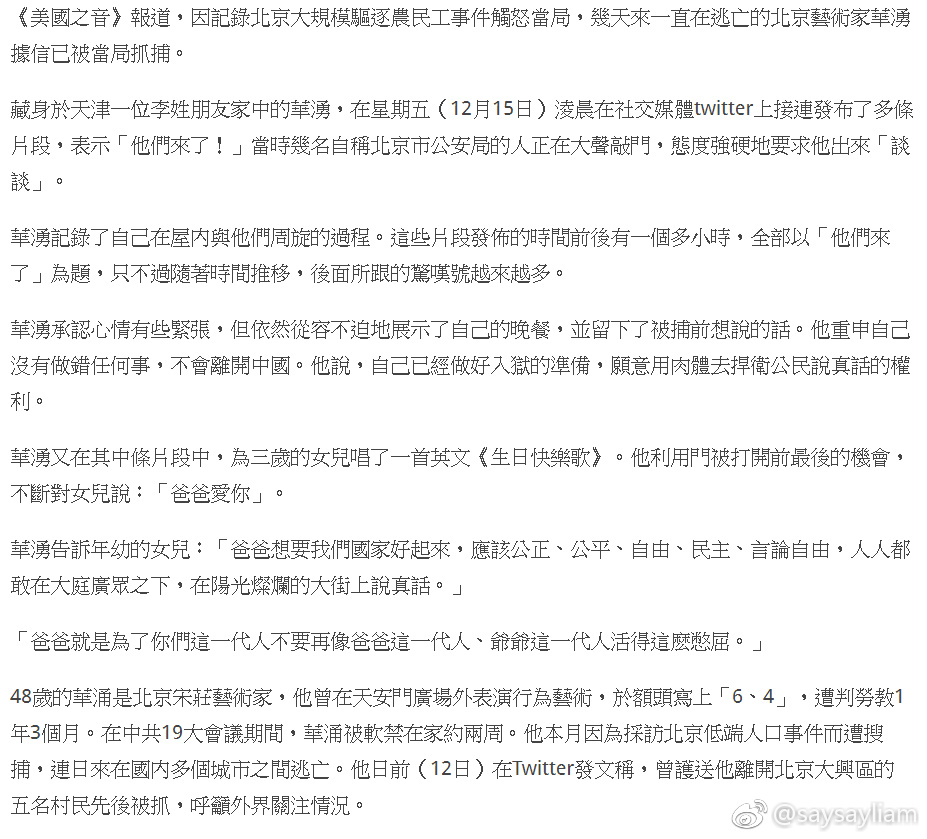 《美國之音》報道，因記錄北京大規模驅逐農民工事件觸怒當局，幾天來一直在逃亡的北京藝術家華湧
據信已被當局抓捕。
藏身於天津一位李姓朋友家中的華湧，在星期五（12月15日）淩晨在社交媒體twitter上接連發布了多條
片段，表示「他們來了！」當時幾名自稱北京市公安局的人正在大聲敲門，態度強硬地要求他出來「談
談」。
華湧記錄了自己在屋內與他們周旋的過程。這些片段發佈的時間前後有一個多小時，全部以「他們來
了」為題，只不過隨著時間推移，後面所跟的驚嘆號越來越多。
華湧承認心情有些緊張，但依然從容不迫地展示了自己的晚餐，並留下了被捕前想說的話。他重申自己
沒有做錯任何事，不會離開中國。他說，自己已經做好入獄的準備，願意用肉體去捍衛公民說真話的權
利。
華湧又在其中條片段中，為三歲的女兒唱了一首英文《生日快樂歌》。他利用門被打開前最後的機會，
不斷對女兒說：「爸爸愛你」。
華湧告訴年幼的女兒：「爸爸想要我們國家好起來，應該公正、公平、自由、民主、言論自由，人人都
敢在大庭廣眾之下，在陽光燦爛的大街上說真話。」
「爸爸就是為了你們這一代人不要再像爸爸這一代人、爺爺這一代人活得這麼憋屈。」
48歲的華涌是北京宋莊藝術家，他曾在天安門廣場外表演行為藝術，於額頭寫上「6、4」，遭判勞教1
年3個月。在中共19大會議期間，華涌被軟禁在家約兩周。他本月因為採訪北京低端人口事件而遭搜
捕，連日來在國內多個城市之間逃亡。他日前（12日）在Twitter發文稱，曾護送他離開北京大興區的
五名村民先後被抓，呼籲外界關注情況。
@saysayliam